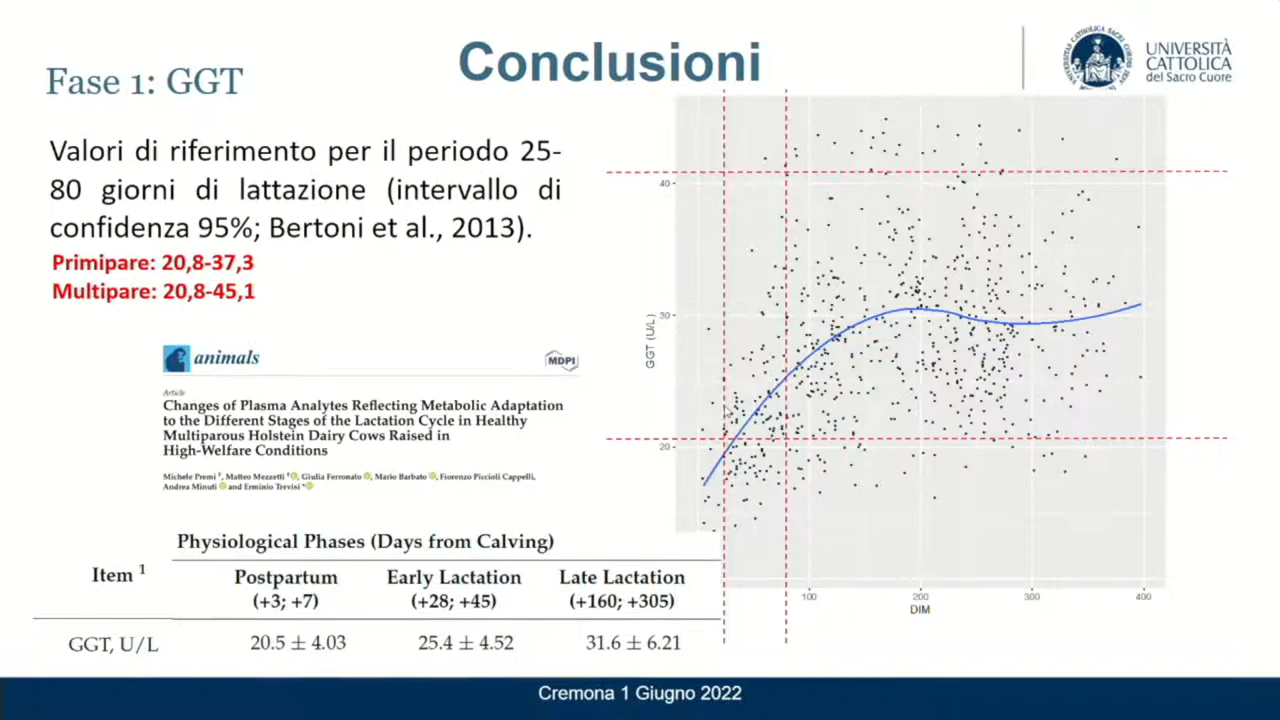 Conclusioni
Fase 1: GGT
UNIVERSITÀ
CATTOLICA
del Sacro Cuore
Valori di riferimento per il periodo 25-
80 giorni di lattazione (intervallo di
confidenza 95%; Bertoni et al., 2013).
Primipare: 20,8-37,3
Multipare: 20,8-45,1
animals
MDPI
Article
Changes of Plasma Analytes Reflecting Metabolic Adaptation
to the Different Stages of the Lactation Cycle in Healthy
Multiparous Holstein Dairy Cows Raised in
High-Welfare Conditions
Michele Premi †, Matteo Mezzetti †, Giulia Ferronato, Mario Barbato, Fiorenzo Piccioli Cappelli,
Andrea Minuti and Erminio Trevisi *
Physiological Phases (Days from Calving)
Item 1
Postpartum
(+3; +7)
Early Lactation
(+28; +45)
Late Lactation
(+160; +305)
GGT, U/L
20.5 ± 4.03
25.4 ± 4.52
31.6 ± 6.21
40
30
20
GGT (U/L)
100
200
300
400
DIM
Cremona 1 Giugno 2022